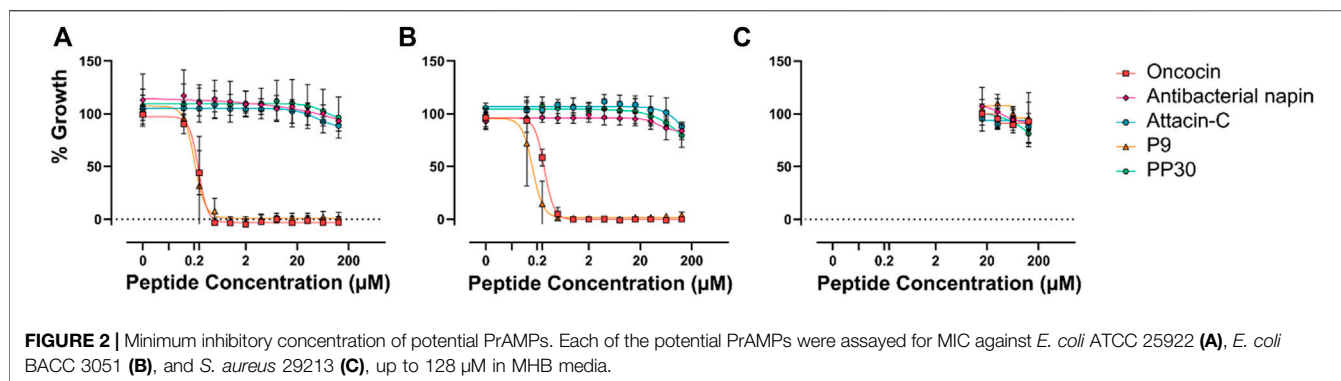 A
B
C
150
100
50
0
% Growth
0
0.2
2
20
200
Peptide Concentration (µM)
150
100
50
0
0
0.2
2
20
200
Peptide Concentration (µM)
150
100
50
0
0
0.2
2
20
200
Peptide Concentration (µM)
Oncocin
Antibacterial napin
Attacin-C
P9
PP30
FIGURE 2 | Minimum inhibitory concentration of potential PrAMPs. Each of the potential PrAMPs were assayed for MIC against E. coli ATCC 25922 (A), E. coli
BACC 3051 (B), and S. aureus 29213 (C), up to 128 µM in MHB media.